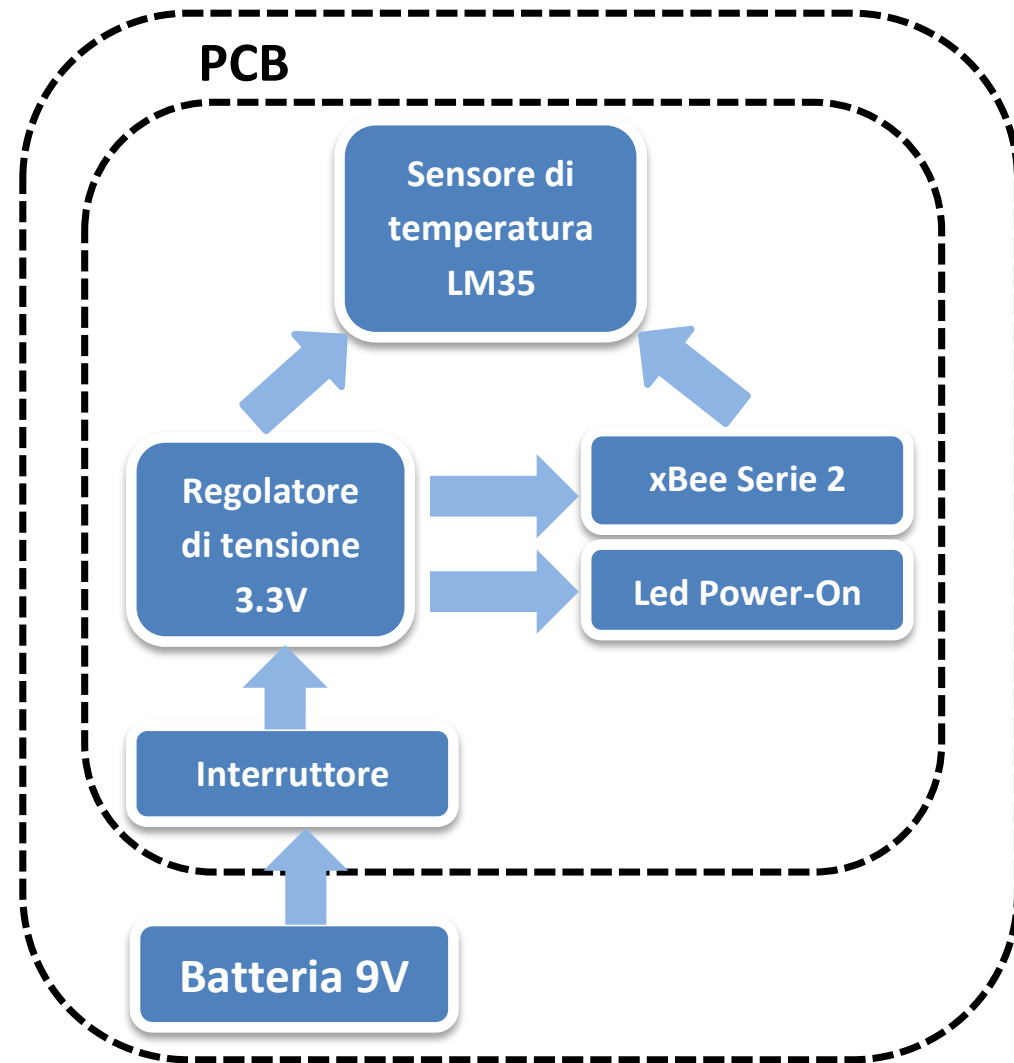 PCB
Sensore di
temperatura
LM35
Regolatore
di tensione
3.3V
xBee Serie 2
Led Power-On
Interruttore
Batteria 9V